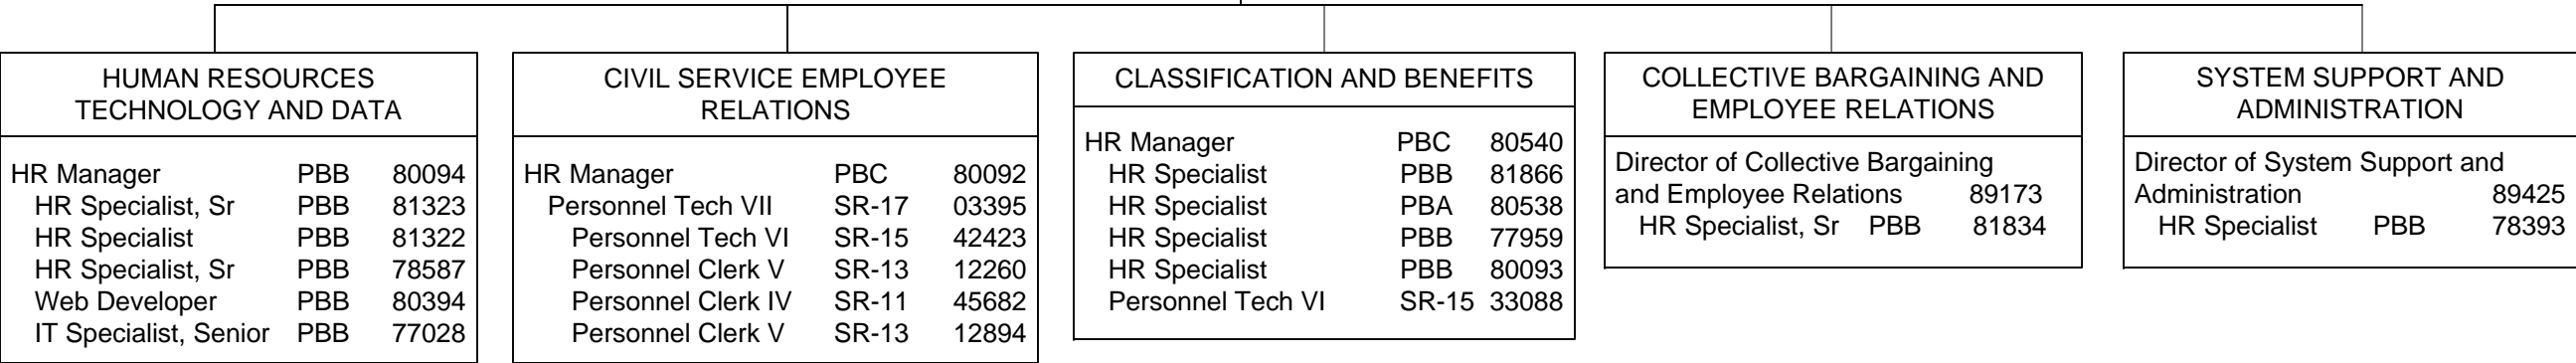 HUMAN RESOURCES
TECHNOLOGY AND DATA
HR Manager PBB 80094
HR Specialist, Sr PBB 81323
HR Specialist PBB 81322
HR Specialist, Sr PBB 78587
Web Developer PBB 80394
IT Specialist, Senior PBB 77028
CIVIL SERVICE EMPLOYEE
RELATIONS
HR Manager PBC 80092
Personnel Tech VII SR-17 03395
Personnel Tech VI SR-15 42423
Personnel Clerk V SR-13 12260
Personnel Clerk IV SR-11 45682
Personnel Clerk V SR-13 12894
CLASSIFICATION AND BENEFITS
HR Manager PBC 80540
HR Specialist PBB 81866
HR Specialist PBA 80538
HR Specialist PBB 77959
HR Specialist PBB 80093
Personnel Tech VI SR-15 33088
COLLECTIVE BARGAINING AND
EMPLOYEE RELATIONS
Director of Collective Bargaining
and Employee Relations 89173
HR Specialist, Sr PBB 81834
SYSTEM SUPPORT AND
ADMINISTRATION
Director of System Support and
Administration 89425
HR Specialist PBB 78393